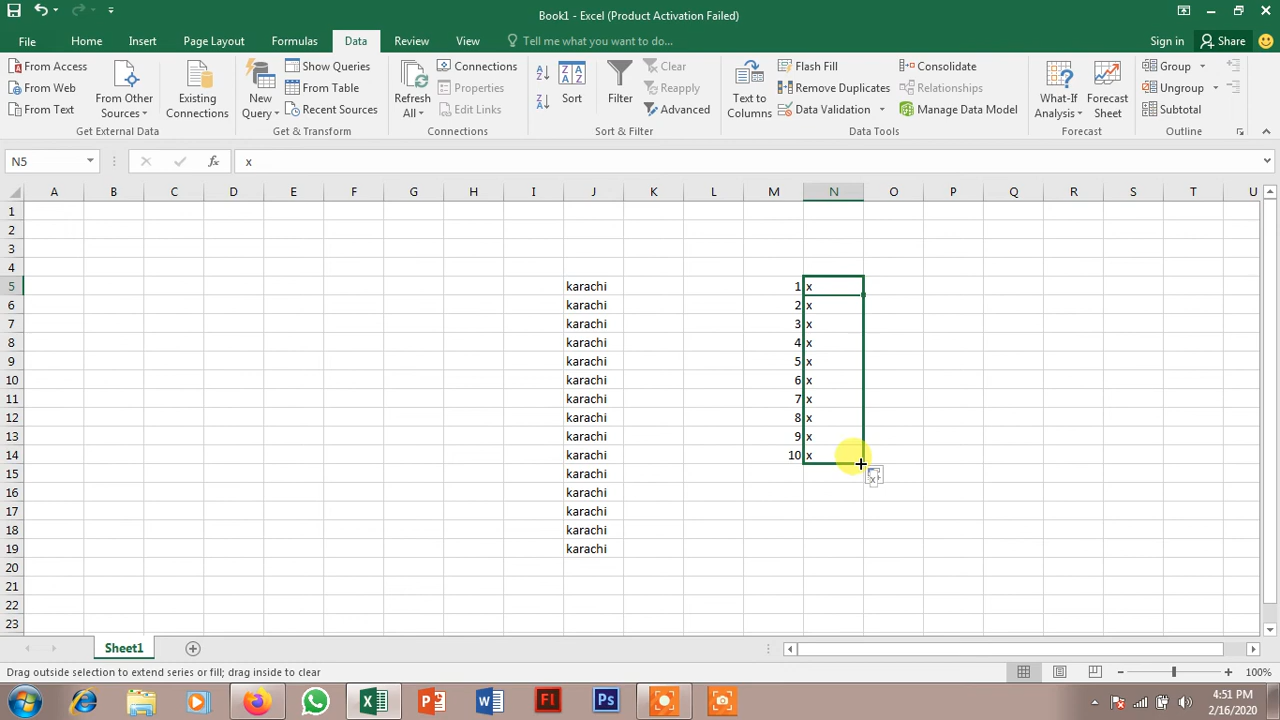 Book1 - Excel (Product Activation Failed)
File Home Insert Page Layout Formulas Data Review View Tell me what you want to do... Sign in Share
From Access
From Web
From Text
From Other Sources
Existing Connections
Get External Data
New Query
Show Queries
From Table
Recent Sources
Get & Transform
Refresh All
Connections
Properties
Edit Links
Connections
Sort
Filter
Clear
Reapply
Advanced
Sort & Filter
Text to Columns
Flash Fill
Remove Duplicates
Data Validation
Consolidate
Relationships
Manage Data Model
Data Tools
What-If Analysis
Forecast Sheet
Forecast
Group
Ungroup
Subtotal
Outline
N5 fx x
A B C D E F G H I J K L M N O P Q R S T U
1
2
3
4
5 karachi 1 x
6 karachi 2 x
7 karachi 3 x
8 karachi 4 x
9 karachi 5 x
10 karachi 6 x
11 karachi 7 x
12 karachi 8 x
13 karachi 9 x
14 karachi 10 x
15 karachi
16 karachi
17 karachi
18 karachi
19 karachi
20
21
22
23
Sheet1
Drag outside selection to extend series or fill; drag inside to clear 100%
4:51 PM
2/16/2020